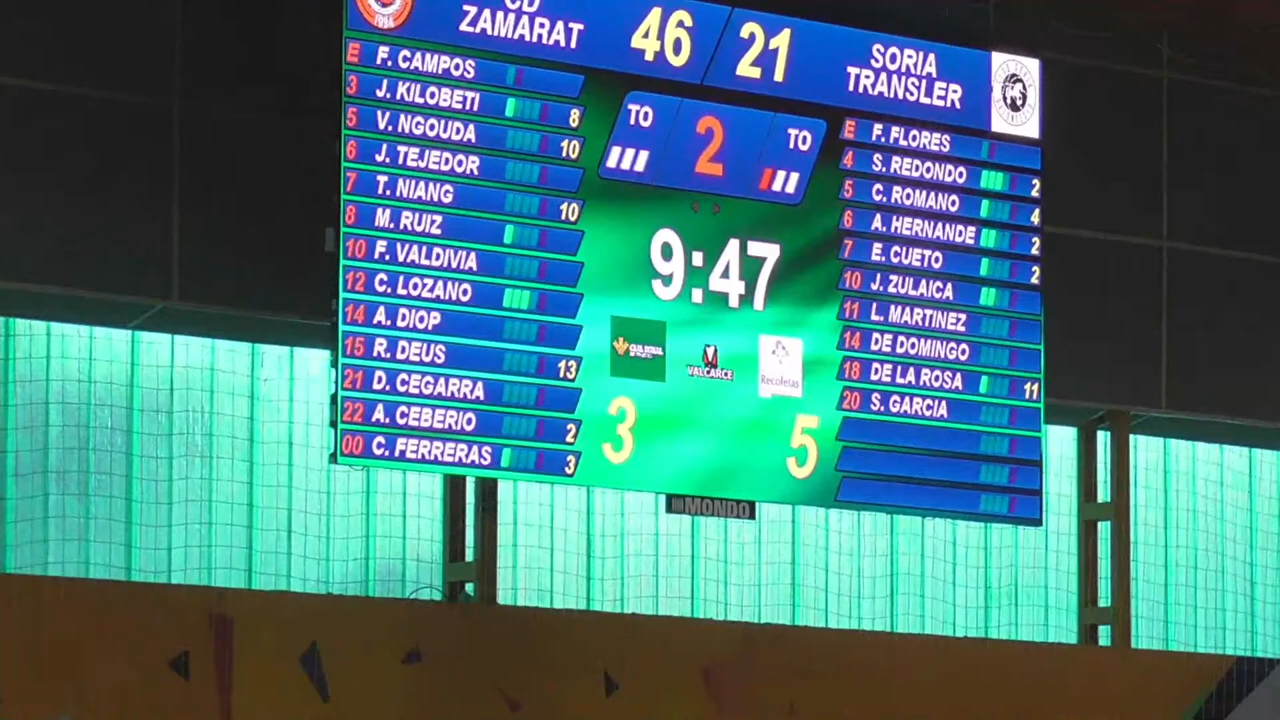 1994
CD
ZAMARAT
46
21
SORIA
TRANSLER
E F. CAMPOS
3 J. KILOBETI 8
5 V. NGOUDA 10
6 J. TEJEDOR
7 T. NIANG 10
8 M. RUIZ
10 F. VALDIVIA
12 C. LOZANO
14 A. DIOP
15 R. DEUS 13
21 D. CEGARRA
22 A. CEBERIO 2
00 C. FERRERAS 3
TO
2
TO
9:47
CAJA RURAL
VALCARCE
Recoletas
3
5
E F. FLORES
4 S. REDONDO 2
5 C. ROMANO 4
6 A. HERNANDE 2
7 E. CUETO 2
10 J. ZULAICA
11 L. MARTINEZ
14 DE DOMINGO
18 DE LA ROSA 11
20 S. GARCIA
MONDO